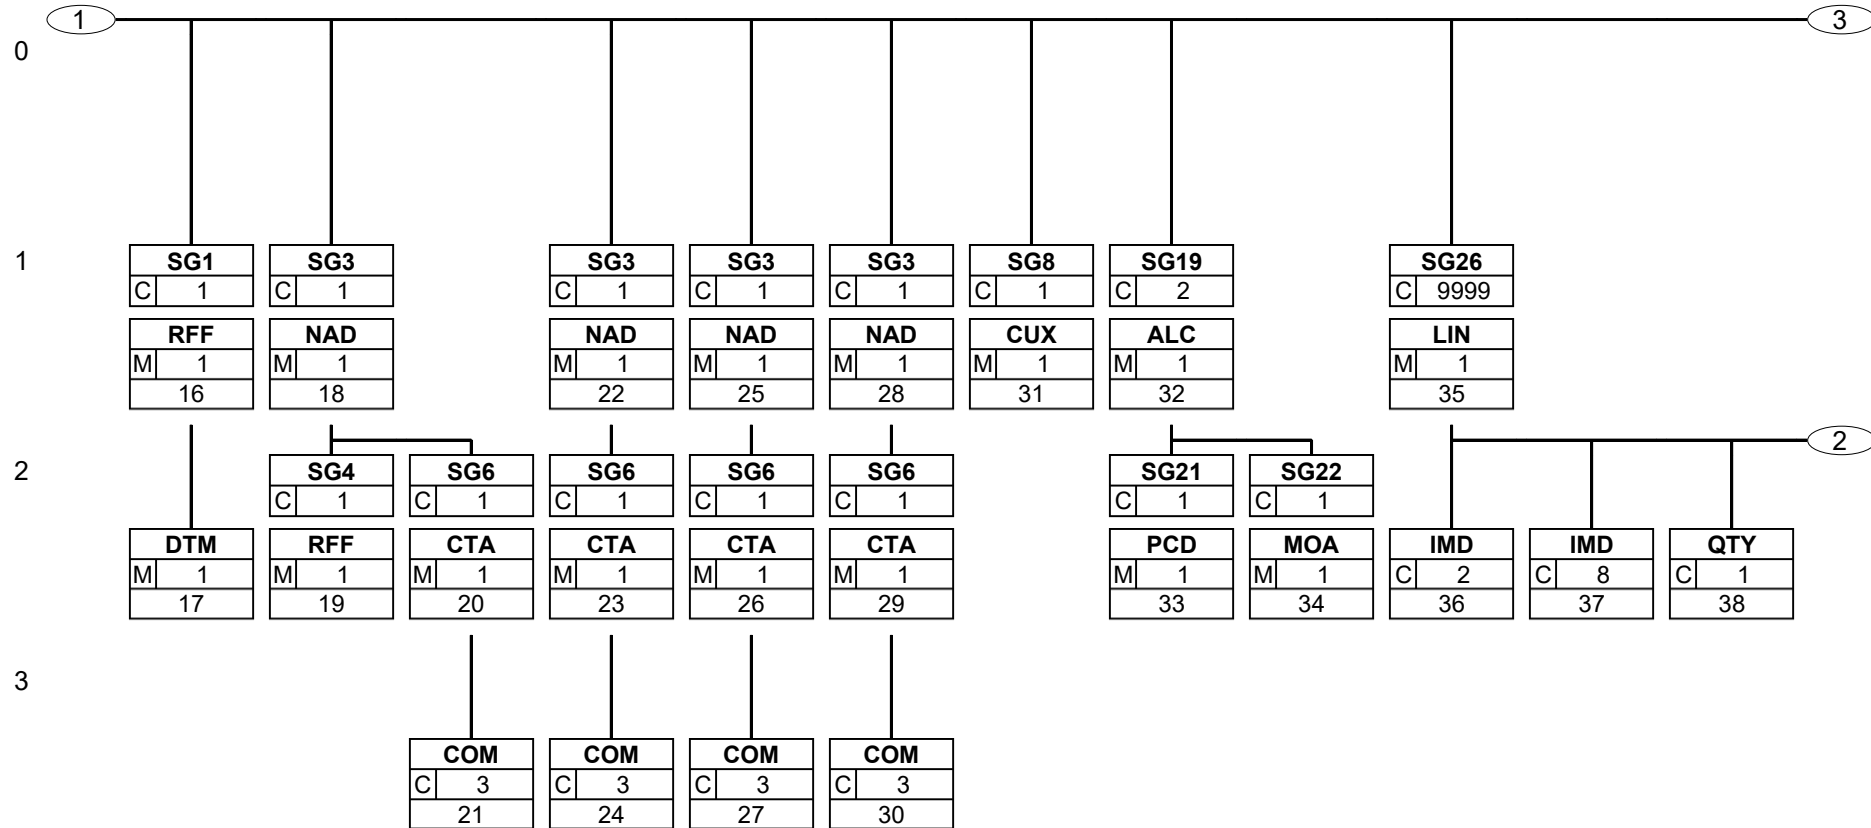 1 3
0
1 SG1 SG3 SG3 SG3 SG3 SG8 SG19 SG26
C 1 C 1 C 1 C 1 C 1 C 1 C 2 C 9999
RFF NAD NAD NAD NAD CUX ALC LIN
M 1 M 1 M 1 M 1 M 1 M 1 M 1 M 1
16 18 22 25 28 31 32 35
2
2 SG4 SG6 SG6 SG6 SG6 SG21 SG22
C 1 C 1 C 1 C 1 C 1 C 1 C 1
DTM RFF CTA CTA CTA CTA PCD MOA IMD IMD QTY
M 1 M 1 M 1 M 1 M 1 M 1 M 1 M 1 C 2 C 8 C 1
17 19 20 23 26 29 33 34 36 37 38
3
COM COM COM COM
C 3 C 3 C 3 C 3
21 24 27 30